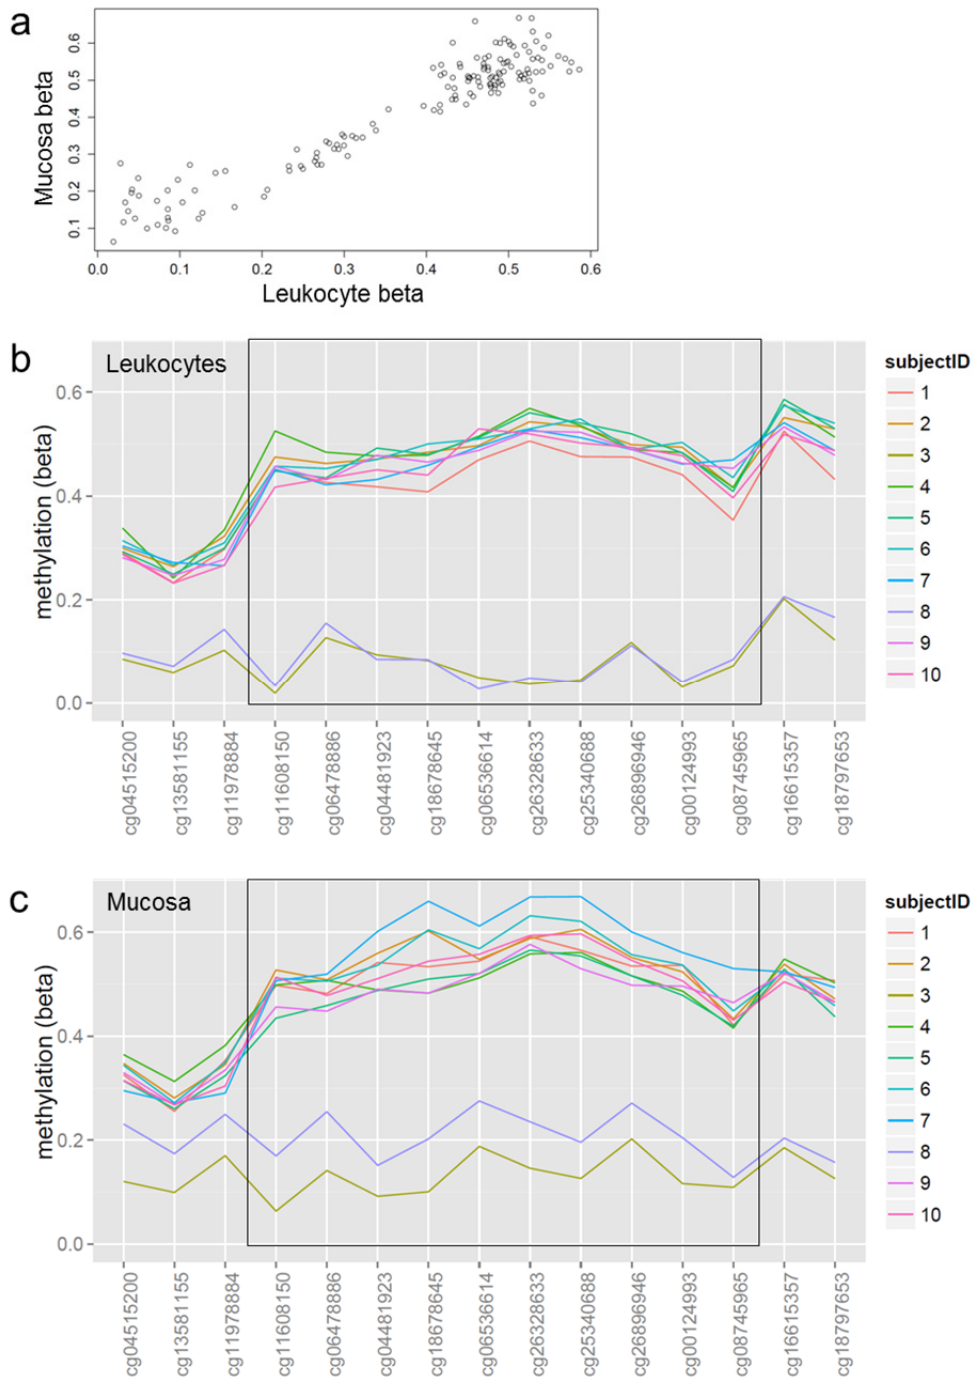 a
Mucosa beta
0.6
0.5
0.4
0.3
0.2
0.1
0.0 0.1 0.2 0.3 0.4 0.5 0.6
Leukocyte beta
b
Leukocytes
methylation (beta)
0.6
0.4
0.2
0.0
cg04515200
cg13581155
cg11978884
cg11608150
cg06478886
cg04481923
cg18678645
cg06536614
cg26328633
cg25340688
cg26896946
cg00124993
cg08745965
cg16615357
cg18797653
subjectID
1
2
3
4
5
6
7
8
9
10
c
Mucosa
methylation (beta)
0.6
0.4
0.2
0.0
cg04515200
cg13581155
cg11978884
cg11608150
cg06478886
cg04481923
cg18678645
cg06536614
cg26328633
cg25340688
cg26896946
cg00124993
cg08745965
cg16615357
cg18797653
subjectID
1
2
3
4
5
6
7
8
9
10